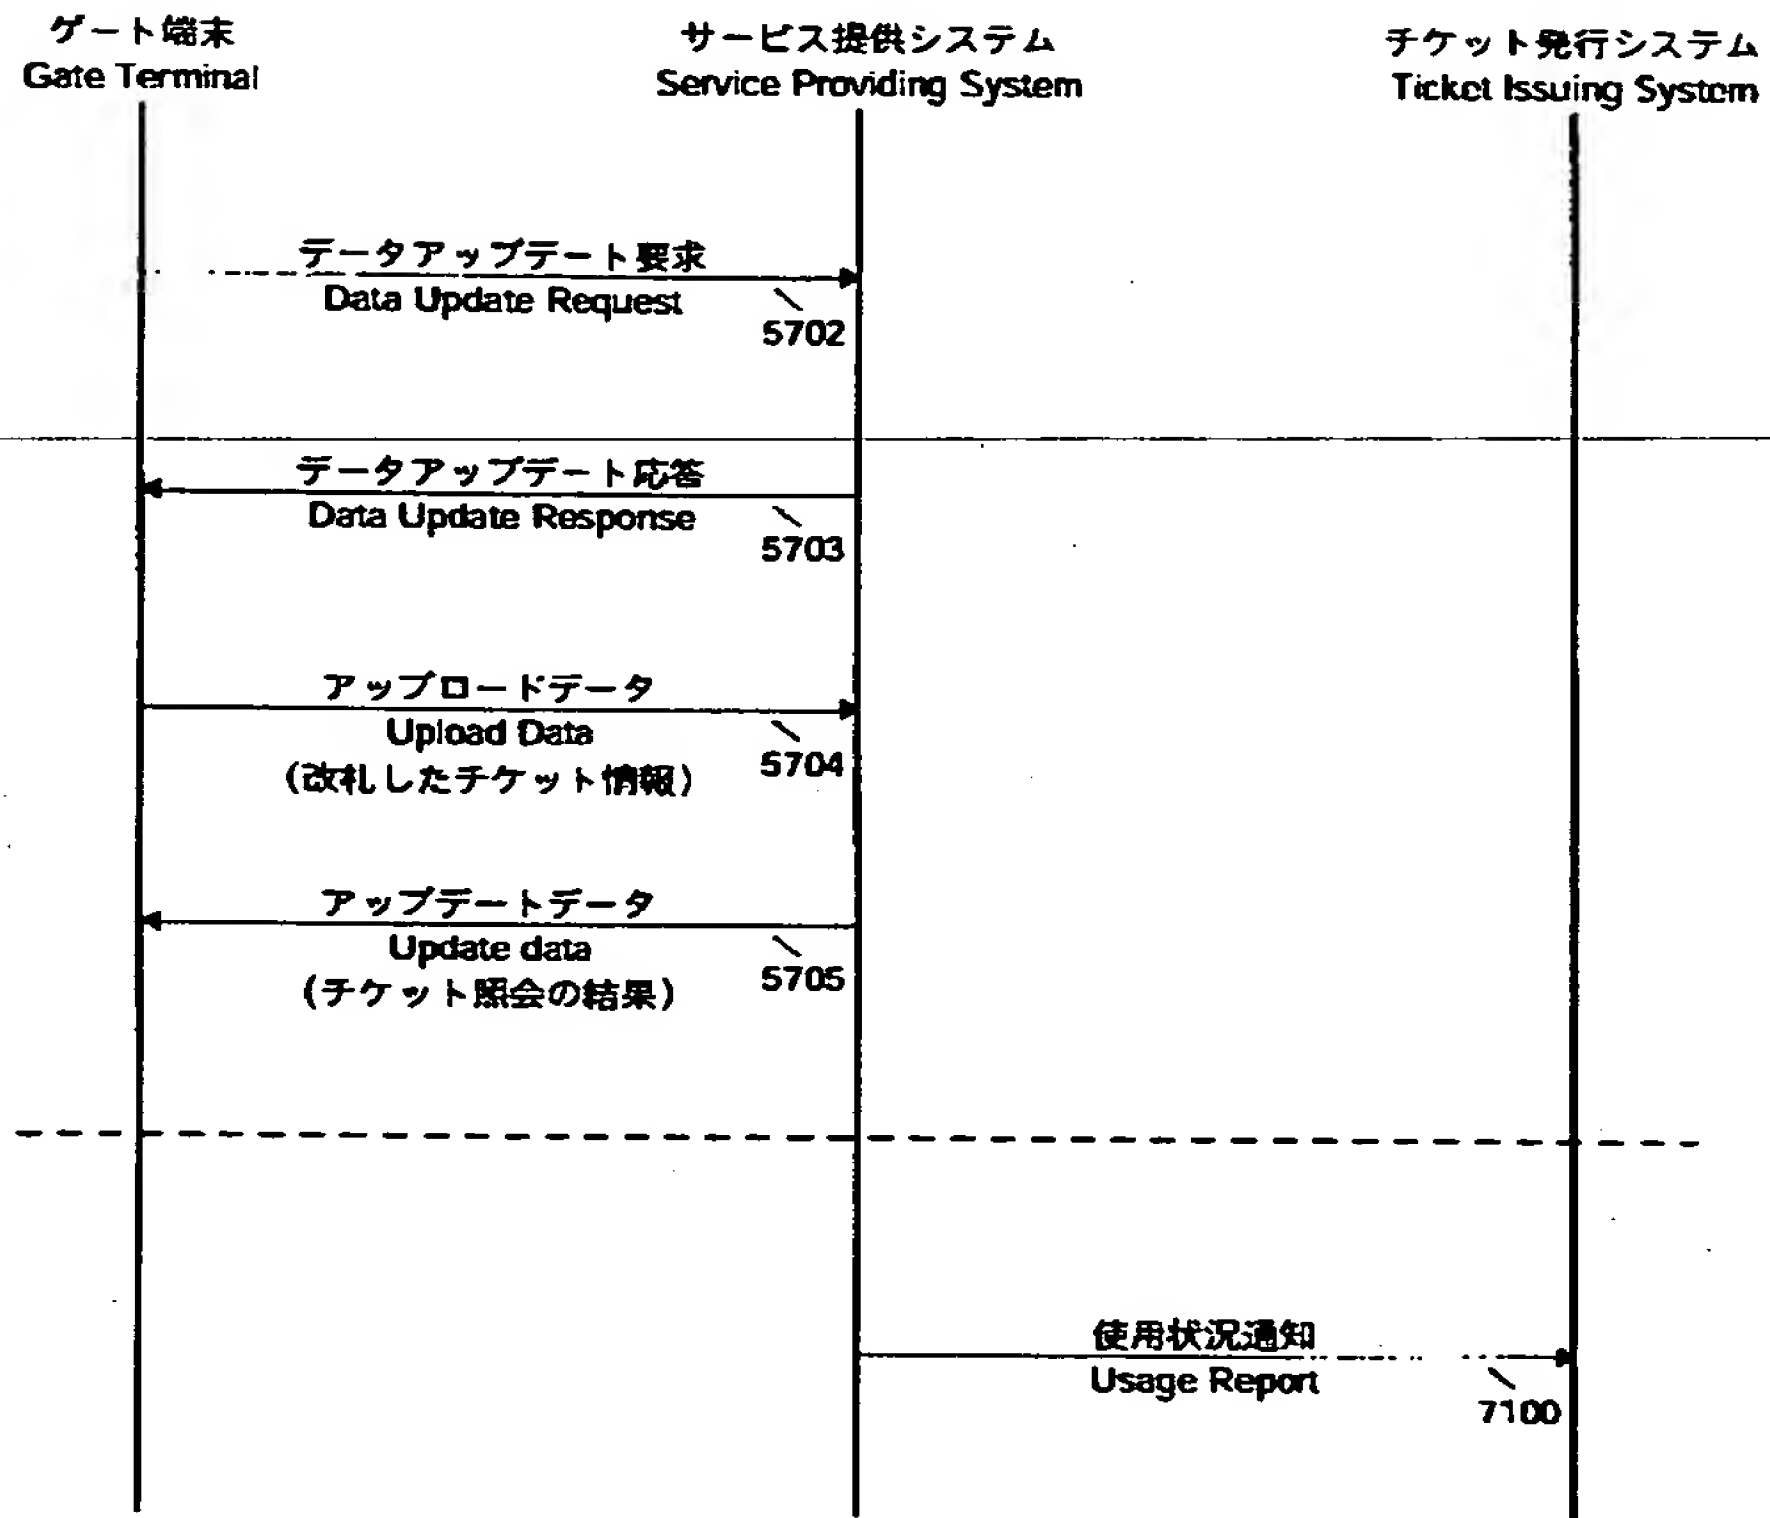 ゲート端末
Gate Terminal
サービス提供システム
Service Providing System
チケット発行システム
Ticket Issuing System
データアップデート要求
Data Update Request
5702
データアップデート応答
Data Update Response
5703
アップロードデータ
Upload Data
(改札したチケット情報)
5704
アップデートデータ
Update data
(チケット照会の結果)
5705
使用状況通知
Usage Report
7100